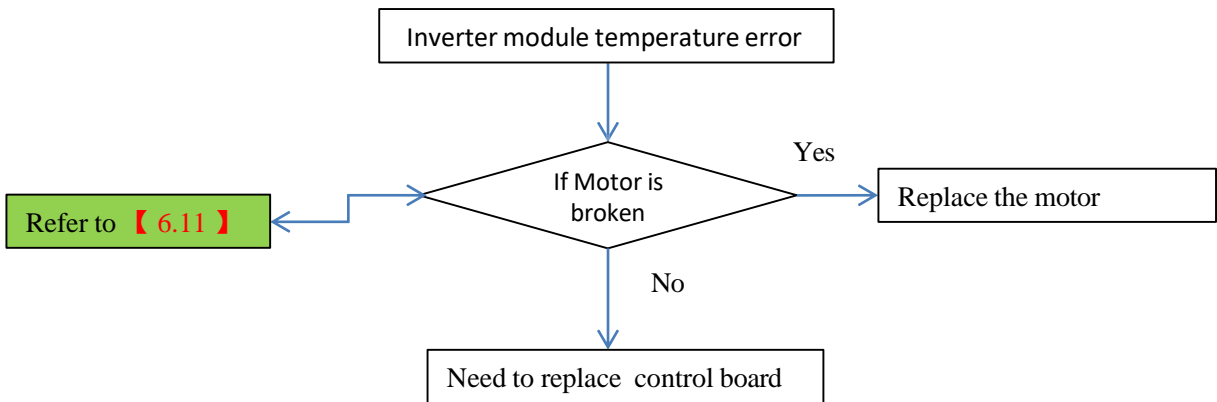 Inverter module temperature error
Yes
If Motor is
broken
Replace the motor
Refer to 【 6.11 】
No
Need to replace control board